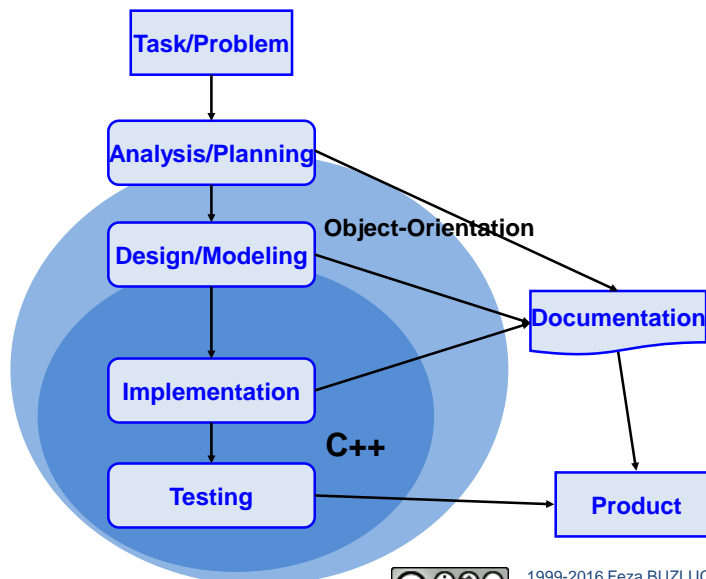 Task/Problem
Analysis/Planning
Object-Orientation
Design/Modeling
Documentation
Implementation
C++
Testing
Product
1999-2016 Feza